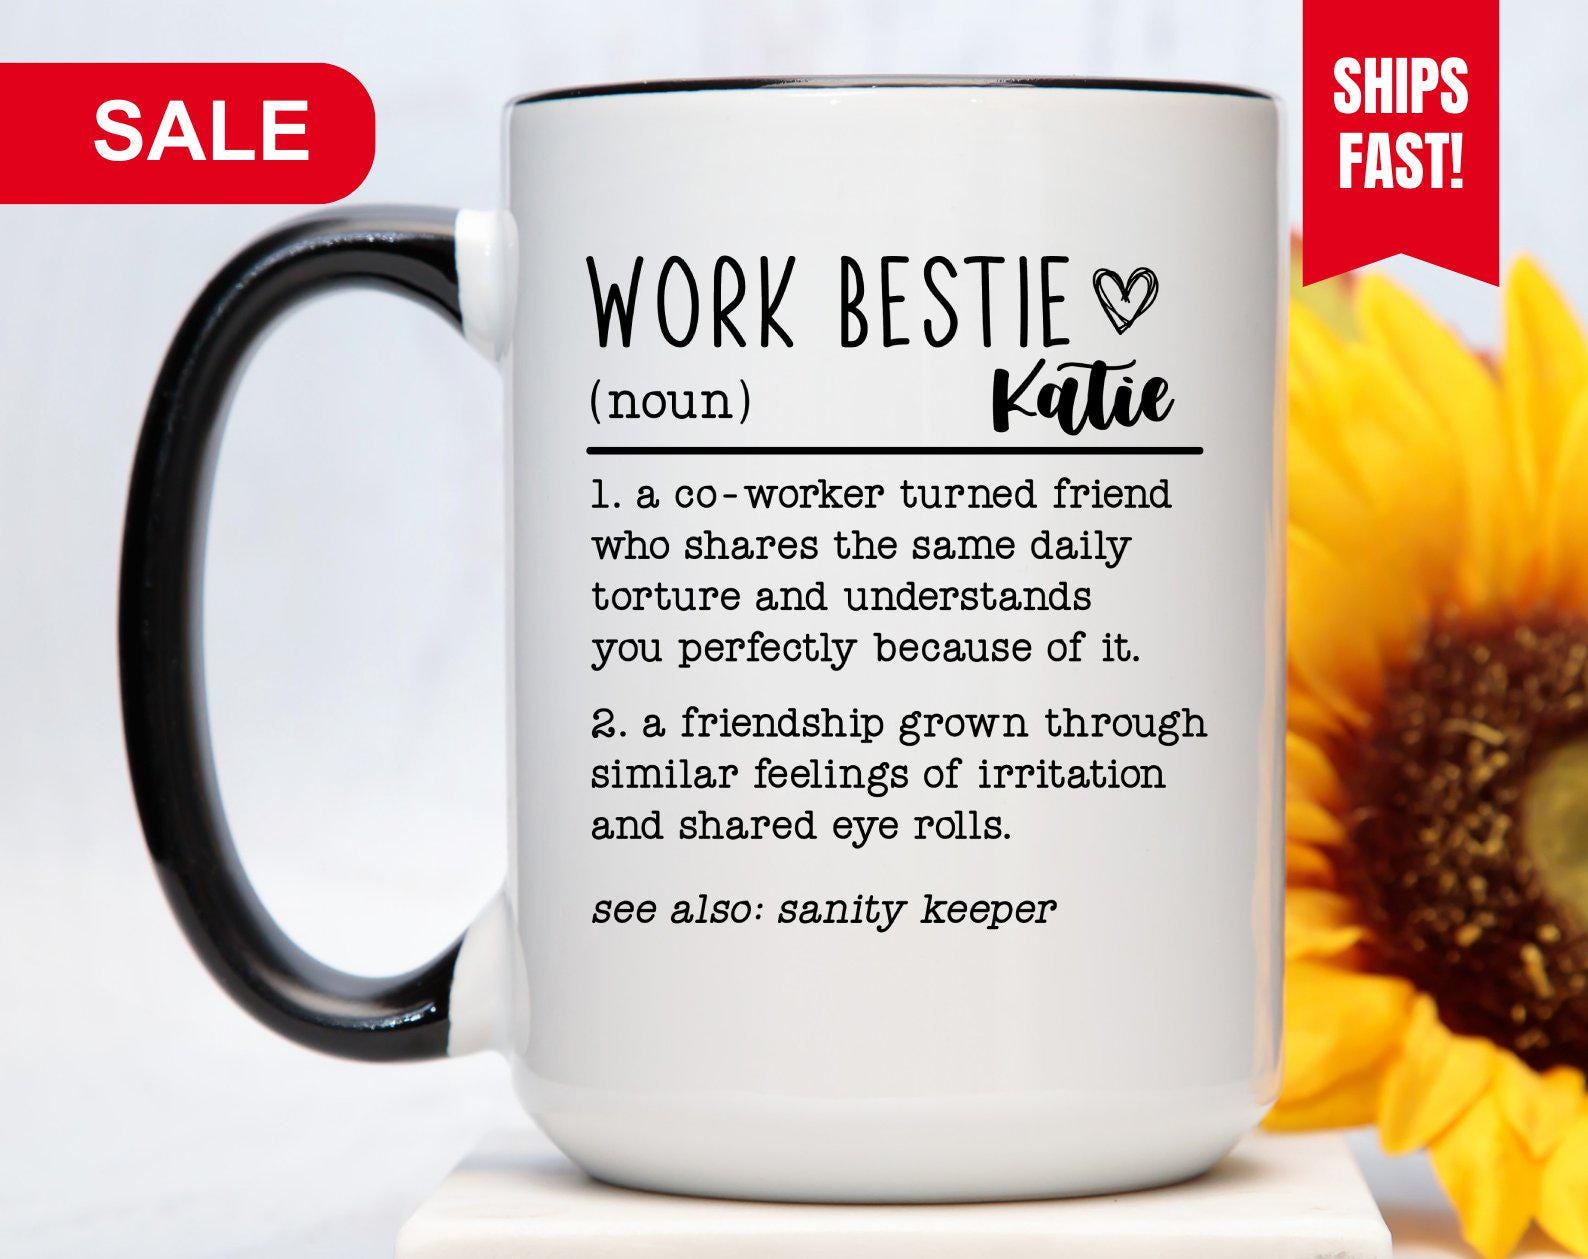 SALE
SHIPS
FAST!
WORK BESTIE
(noun) Katie
1. a co-worker turned friend
who shares the same daily
torture and understands
you perfectly because of it.
2. a friendship grown through
similar feelings of irritation
and shared eye rolls.
see also: sanity keeper